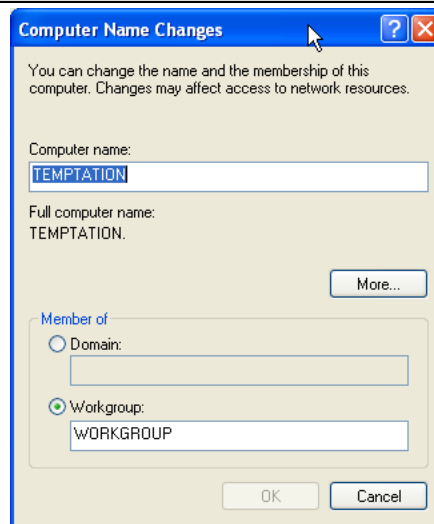 Computer Name Changes
You can change the name and the membership of this
computer. Changes may affect access to network resources.
Computer name:
TEMPTATION
Full computer name:
TEMPTATION.
More...
Member of
Domain:
Workgroup:
WORKGROUP
OK Cancel